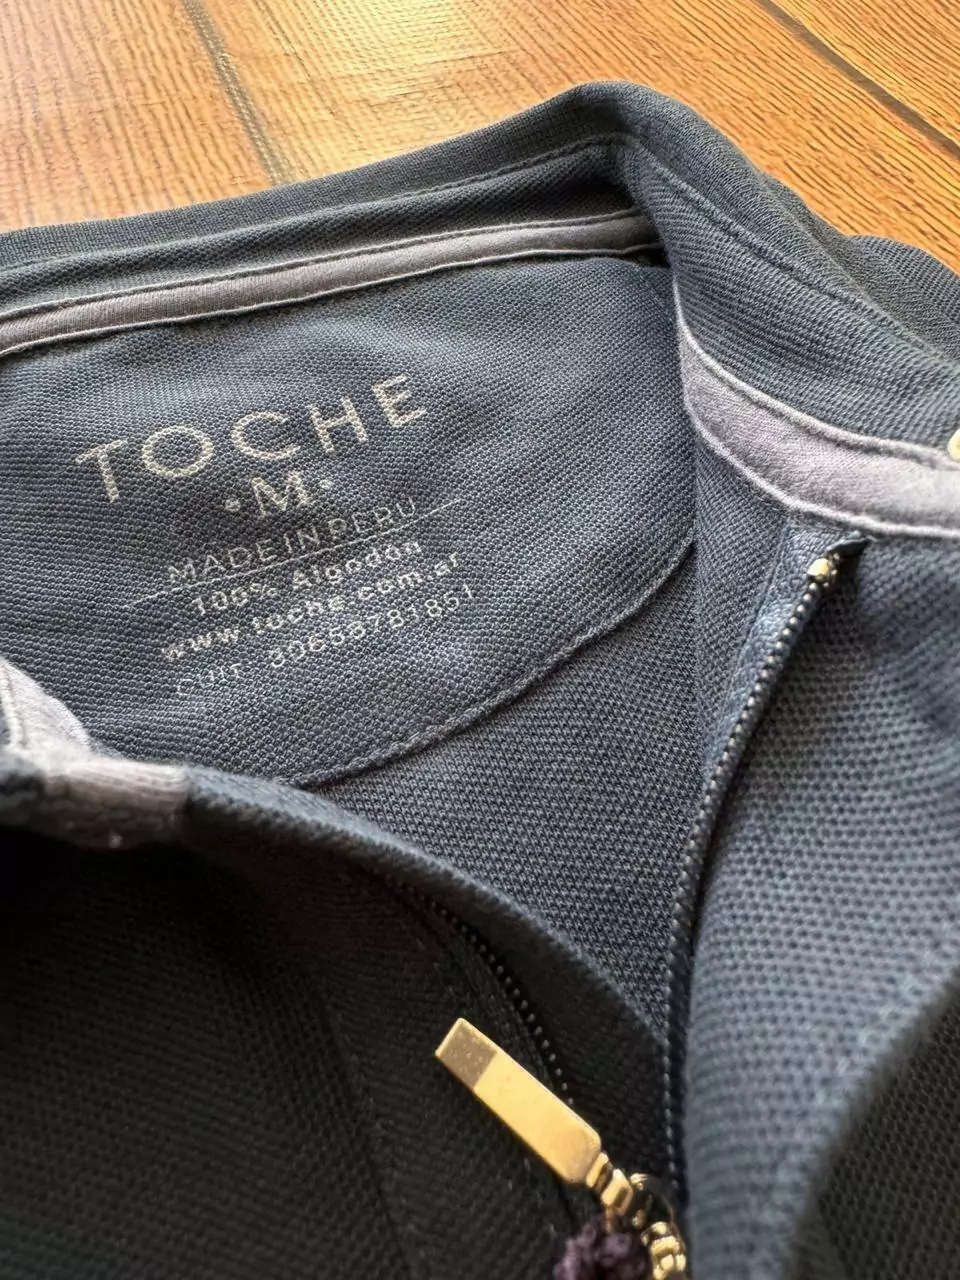 TOCHE
·M·
MADE IN PERU
100% Algodón
www.toche.com.ar
CUIT: 30658781851